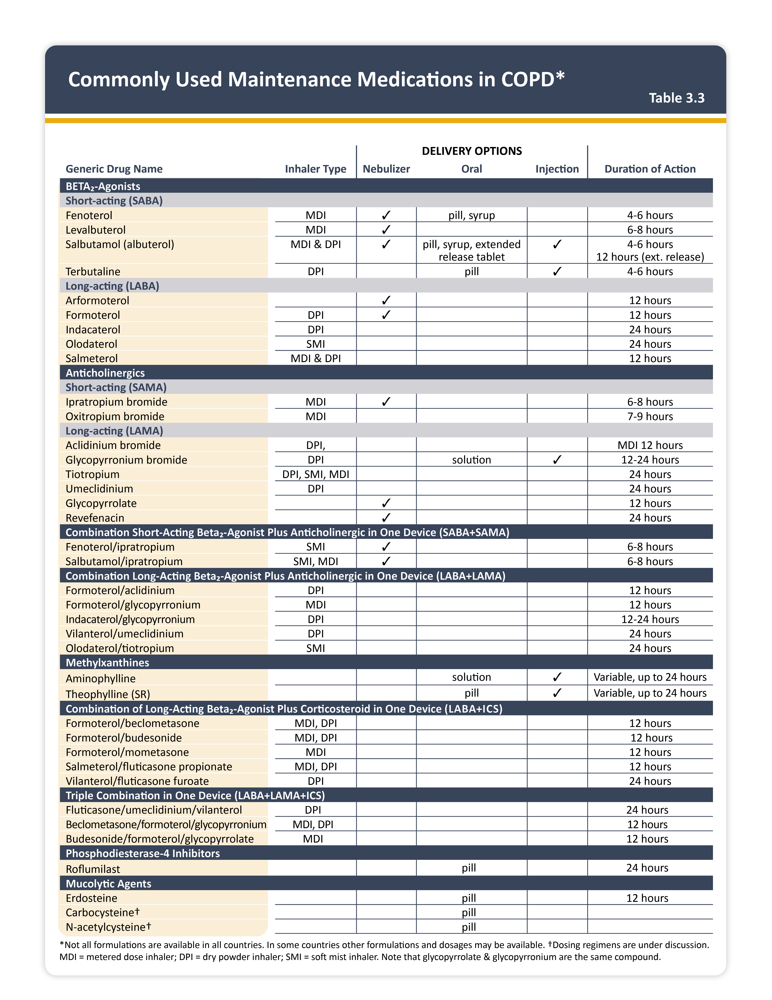 Commonly Used Maintenance Medications in COPD*
Table 3.3
DELIVERY OPTIONS
Generic Drug Name Inhaler Type Nebulizer Oral Injection Duration of Action
BETA₂-Agonists
Short-acting (SABA)
Fenoterol MDI ✓ pill, syrup 4-6 hours
Levalbuterol MDI ✓ 6-8 hours
Salbutamol (albuterol) MDI & DPI ✓ pill, syrup, extended ✓ 4-6 hours
release tablet 12 hours (ext. release)
Terbutaline DPI pill ✓ 4-6 hours
Long-acting (LABA)
Arformoterol ✓ 12 hours
Formoterol DPI ✓ 12 hours
Indacaterol DPI 24 hours
Olodaterol SMI 24 hours
Salmeterol MDI & DPI 12 hours
Anticholinergics
Short-acting (SAMA)
Ipratropium bromide MDI ✓ 6-8 hours
Oxitropium bromide MDI 7-9 hours
Long-acting (LAMA)
Aclidinium bromide DPI, MDI 12 hours
Glycopyrronium bromide DPI solution ✓ 12-24 hours
Tiotropium DPI, SMI, MDI 24 hours
Umeclidinium DPI 24 hours
Glycopyrrolate ✓ 12 hours
Revefenacin ✓ 24 hours
Combination Short-Acting Beta₂-Agonist Plus Anticholinergic in One Device (SABA+SAMA)
Fenoterol/ipratropium SMI ✓ 6-8 hours
Salbutamol/ipratropium SMI, MDI ✓ 6-8 hours
Combination Long-Acting Beta₂-Agonist Plus Anticholinergic in One Device (LABA+LAMA)
Formoterol/aclidinium DPI 12 hours
Formoterol/glycopyrronium MDI 12 hours
Indacaterol/glycopyrronium DPI 12-24 hours
Vilanterol/umeclidinium DPI 24 hours
Olodaterol/tiotropium SMI 24 hours
Methylxanthines
Aminophylline solution ✓ Variable, up to 24 hours
Theophylline (SR) pill ✓ Variable, up to 24 hours
Combination of Long-Acting Beta₂-Agonist Plus Corticosteroid in One Device (LABA+ICS)
Formoterol/beclometasone MDI, DPI 12 hours
Formoterol/budesonide MDI, DPI 12 hours
Formoterol/mometasone MDI 12 hours
Salmeterol/fluticasone propionate MDI, DPI 12 hours
Vilanterol/fluticasone furoate DPI 24 hours
Triple Combination in One Device (LABA+LAMA+ICS)
Fluticasone/umeclidinium/vilanterol DPI 24 hours
Beclometasone/formoterol/glycopyrronium MDI, DPI 12 hours
Budesonide/formoterol/glycopyrrolate MDI 12 hours
Phosphodiesterase-4 Inhibitors
Roflumilast pill 24 hours
Mucolytic Agents
Erdosteine pill 12 hours
Carbocysteine† pill
N-acetylcysteine† pill
*Not all formulations are available in all countries. In some countries other formulations and dosages may be available. †Dosing regimens are under discussion.
MDI = metered dose inhaler; DPI = dry powder inhaler; SMI = soft mist inhaler. Note that glycopyrrolate & glycopyrronium are the same compound.